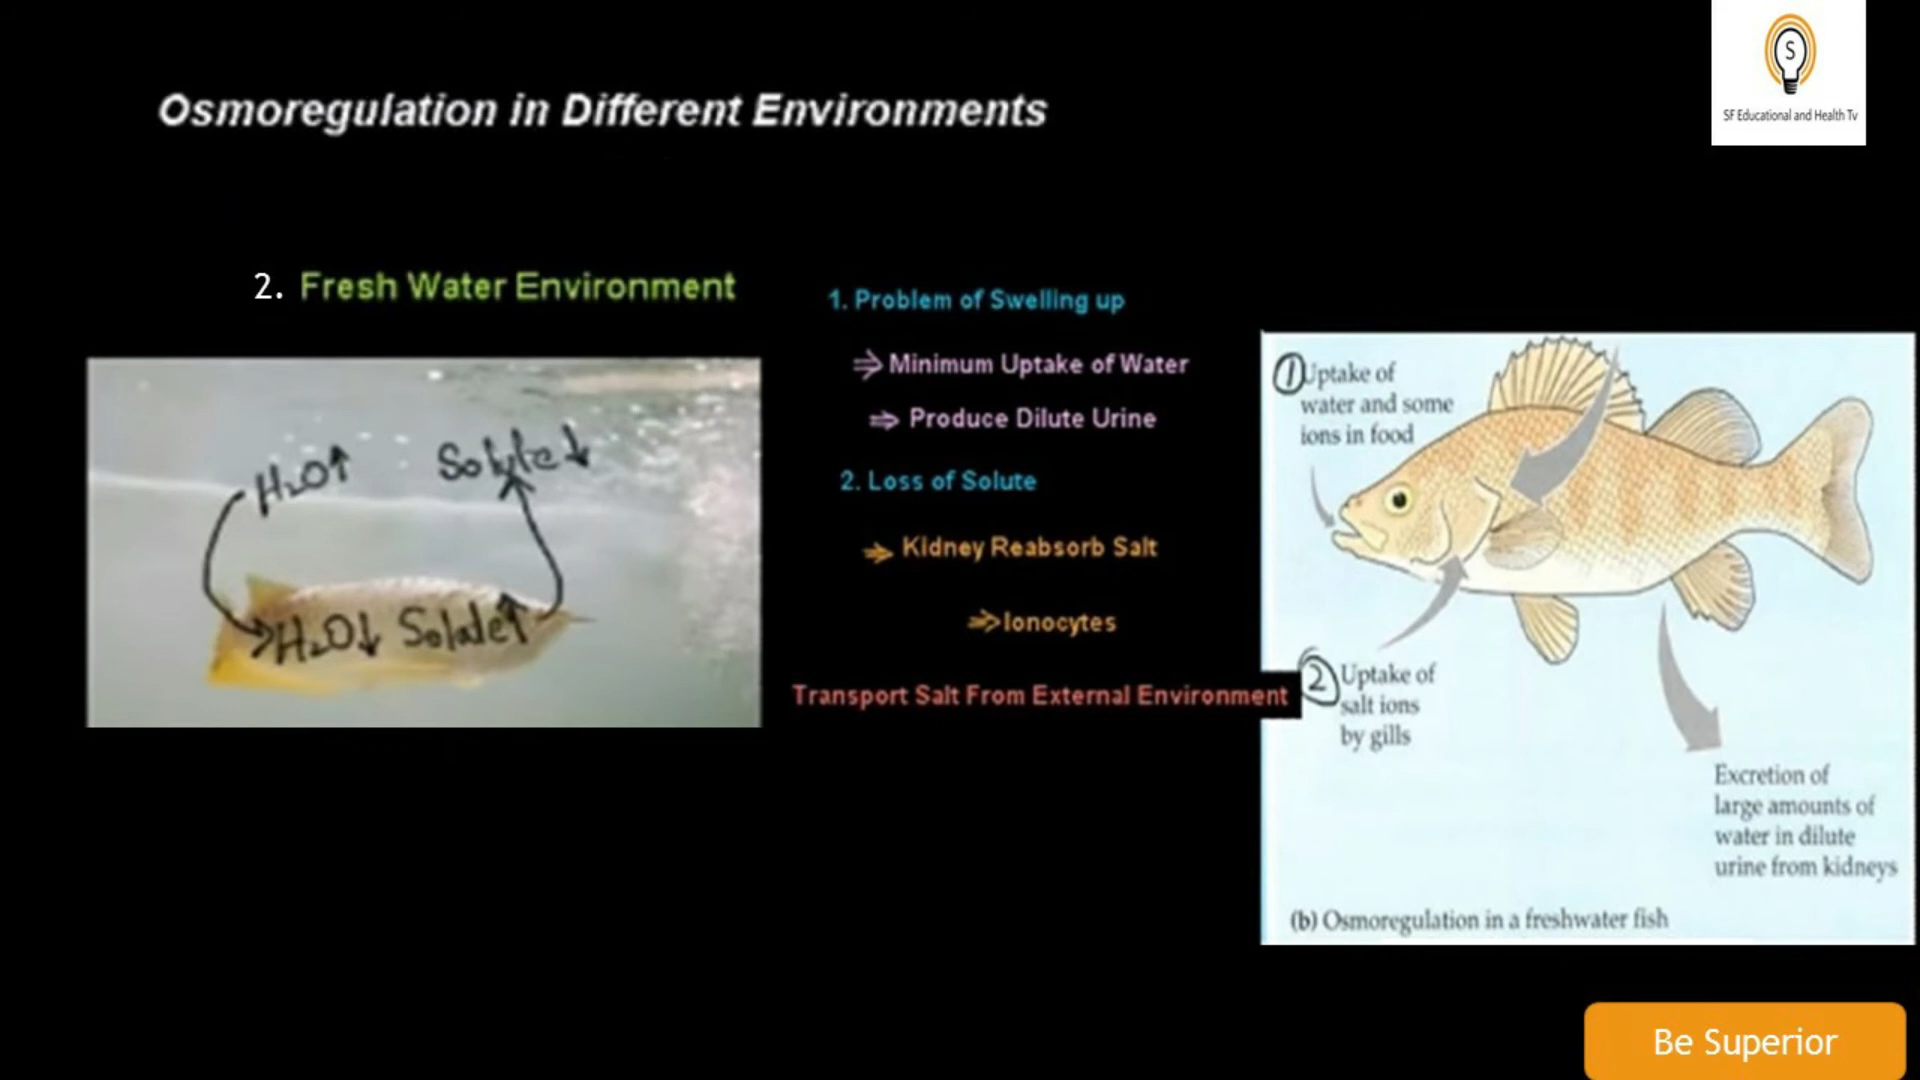 S
SF Educational and Health Tv
Osmoregulation in Different Environments
2. Fresh Water Environment
H2O↑ Solute↓
H2O↓ Solute↑
1. Problem of Swelling up
⇒ Minimum Uptake of Water
⇒ Produce Dilute Urine
2. Loss of Solute
⇒ Kidney Reabsorb Salt
⇒ Ionocytes
Transport Salt From External Environment
1 Uptake of
water and some
ions in food
2 Uptake of
salt ions
by gills
Excretion of
large amounts of
water in dilute
urine from kidneys
(b) Osmoregulation in a freshwater fish
Be Superior